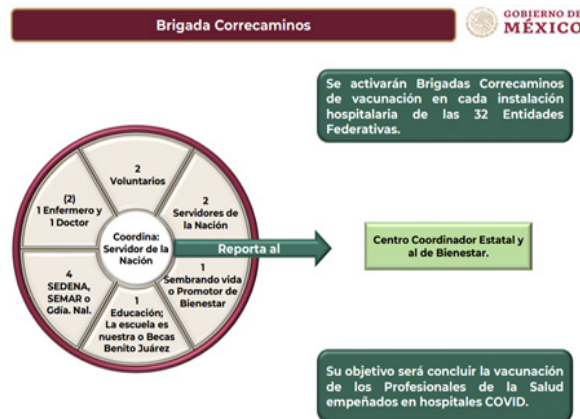 Brigada Correcaminos
GOBIERNO DE
MÉXICO
Se activarán Brigadas Correcaminos
de vacunación en cada instalación
hospitalaria de las 32 Entidades
Federativas.
2
Voluntarios
(2)
1 Enfermero y
1 Doctor
2
Servidores de
la Nación
Coordina:
Servidor de la
Nación
Reporta al
Centro Coordinador Estatal y
al de Bienestar.
4
SEDENA,
SEMAR o
Gdía. Nal.
1
Sembrando vida
o Promotor de
Bienestar
1
Educación;
La escuela es
nuestra o Becas
Benito Juárez
Su objetivo será concluir la vacunación
de los Profesionales de la Salud
empeñados en hospitales COVID.